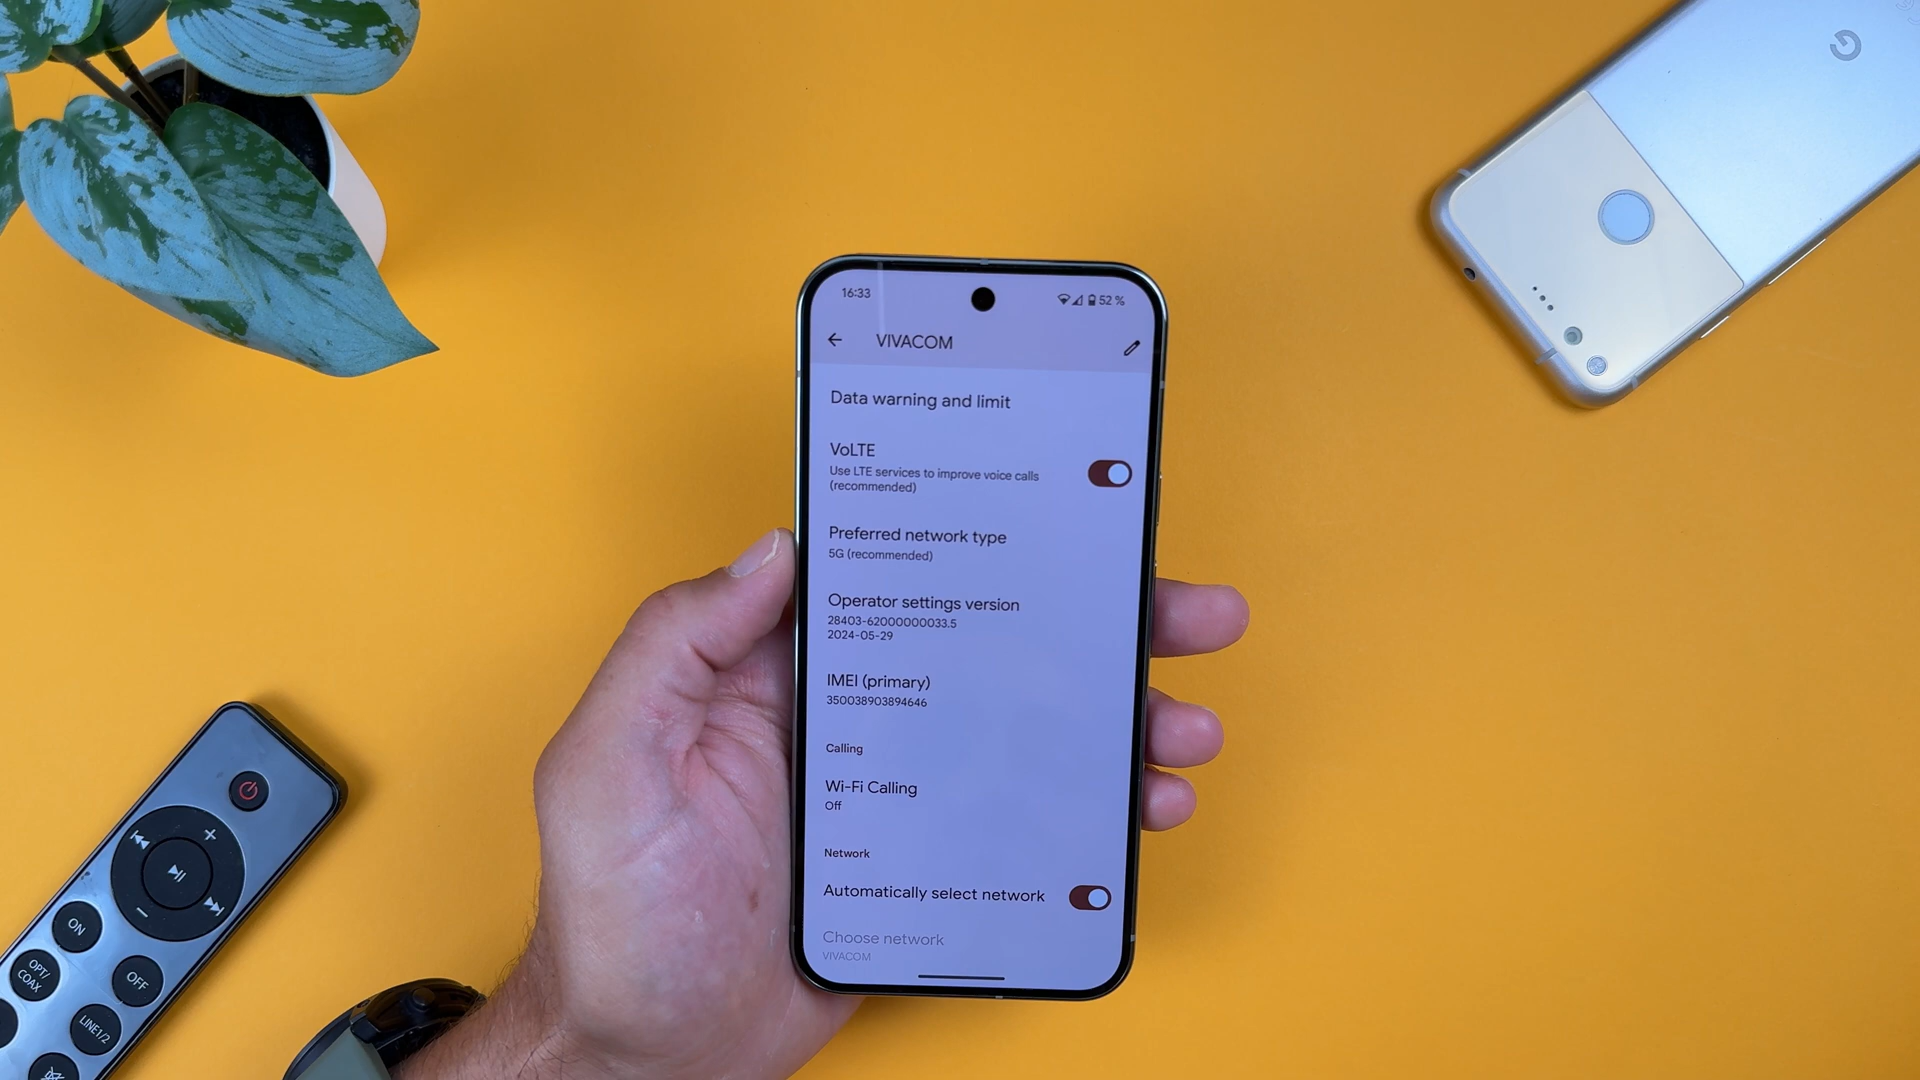 16:33
52 %
VIVACOM
Data warning and limit
VoLTE
Use LTE services to improve voice calls
(recommended)
Preferred network type
5G (recommended)
Operator settings version
28403-62000000033.5
2024-05-29
IMEI (primary)
350038903894646
Calling
Wi-Fi Calling
Off
Network
Automatically select network
Choose network
VIVACOM
ON
OPT/
COAX
OFF
LINE1/2
G